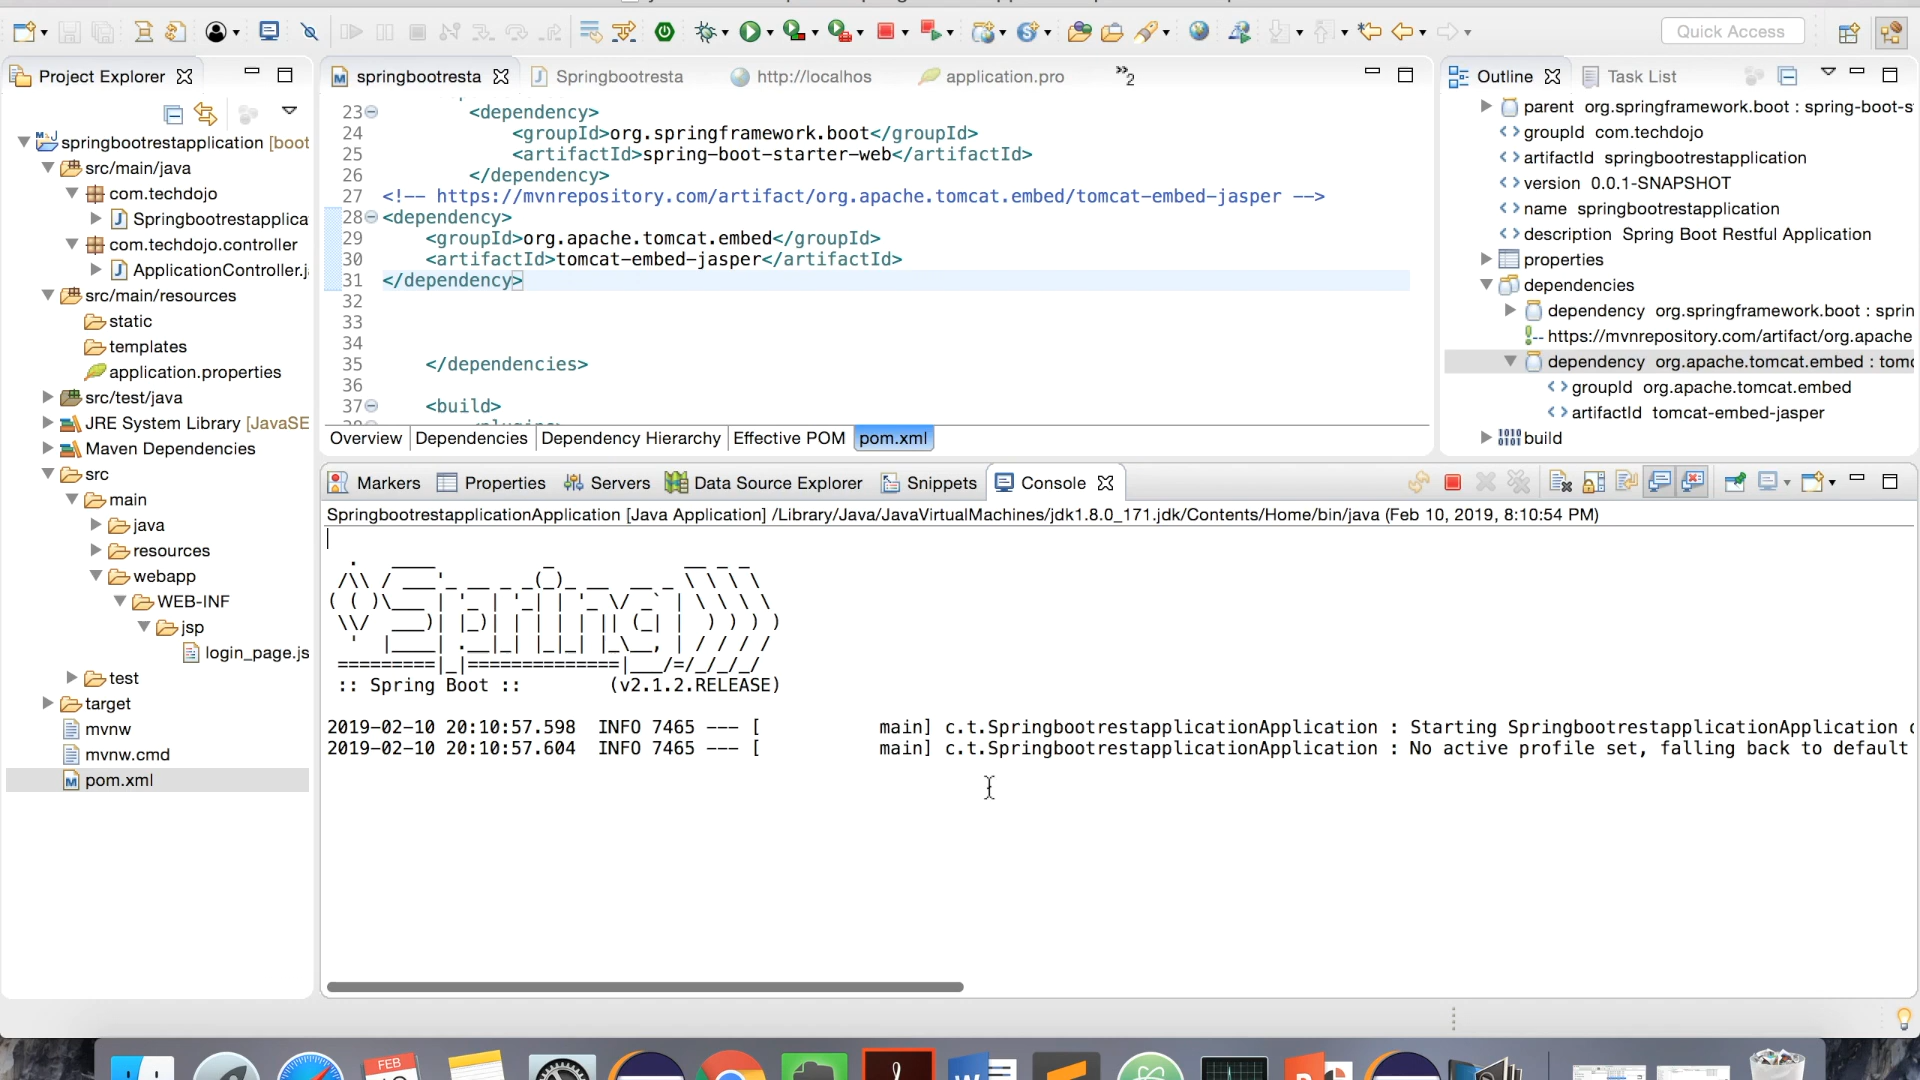 Quick Access
Project Explorer
springbootrestapplication [boot
src/main/java
com.techdojo
Springbootrestapplica
com.techdojo.controller
ApplicationController.j
src/main/resources
static
templates
application.properties
src/test/java
JRE System Library [JavaSE
Maven Dependencies
src
main
java
resources
webapp
WEB-INF
jsp
login_page.js
test
target
mvnw
mvnw.cmd
pom.xml
springbootresta
Springbootresta
http://localhos
application.pro
»2
23 <dependency>
24 <groupId>org.springframework.boot</groupId>
25 <artifactId>spring-boot-starter-web</artifactId>
26 </dependency>
27 <!-- https://mvnrepository.com/artifact/org.apache.tomcat.embed/tomcat-embed-jasper -->
28 <dependency>
29 <groupId>org.apache.tomcat.embed</groupId>
30 <artifactId>tomcat-embed-jasper</artifactId>
31 </dependency>
32
33
34
35 </dependencies>
36
37 <build>
Overview Dependencies Dependency Hierarchy Effective POM pom.xml
Outline Task List
parent org.springframework.boot : spring-boot-s
groupId com.techdojo
artifactId springbootrestapplication
version 0.0.1-SNAPSHOT
name springbootrestapplication
description Spring Boot Restful Application
properties
dependencies
dependency org.springframework.boot : sprin
https://mvnrepository.com/artifact/org.apache
dependency org.apache.tomcat.embed : tomc
groupId org.apache.tomcat.embed
artifactId tomcat-embed-jasper
build
Markers Properties Servers Data Source Explorer Snippets Console
SpringbootrestapplicationApplication [Java Application] /Library/Java/JavaVirtualMachines/jdk1.8.0_171.jdk/Contents/Home/bin/java (Feb 10, 2019, 8:10:54 PM)
Spring
:: Spring Boot :: (v2.1.2.RELEASE)
2019-02-10 20:10:57.598 INFO 7465 --- [ main] c.t.SpringbootrestapplicationApplication : Starting SpringbootrestapplicationApplication
2019-02-10 20:10:57.604 INFO 7465 --- [ main] c.t.SpringbootrestapplicationApplication : No active profile set, falling back to default
FEB